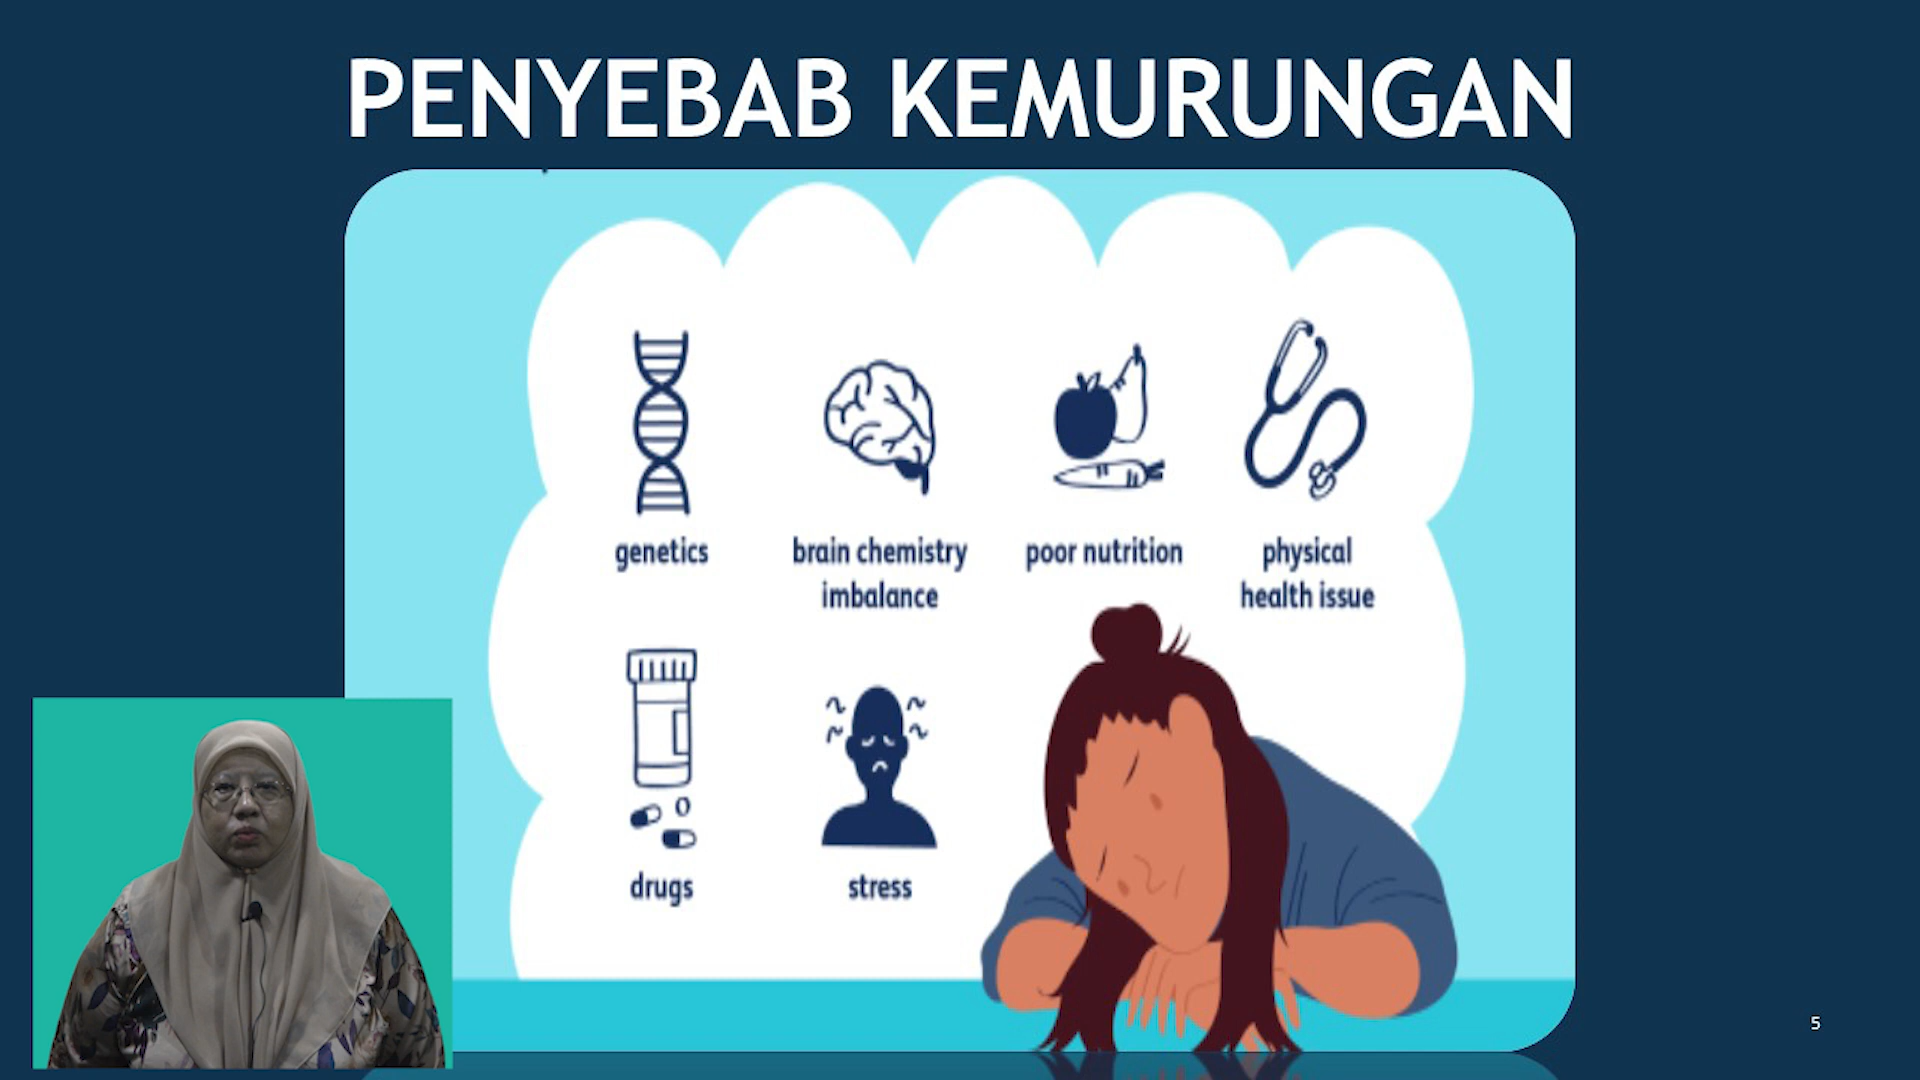 PENYEBAB KEMURUNGAN
genetics
brain chemistry
imbalance
poor nutrition
physical
health issue
drugs
stress
5